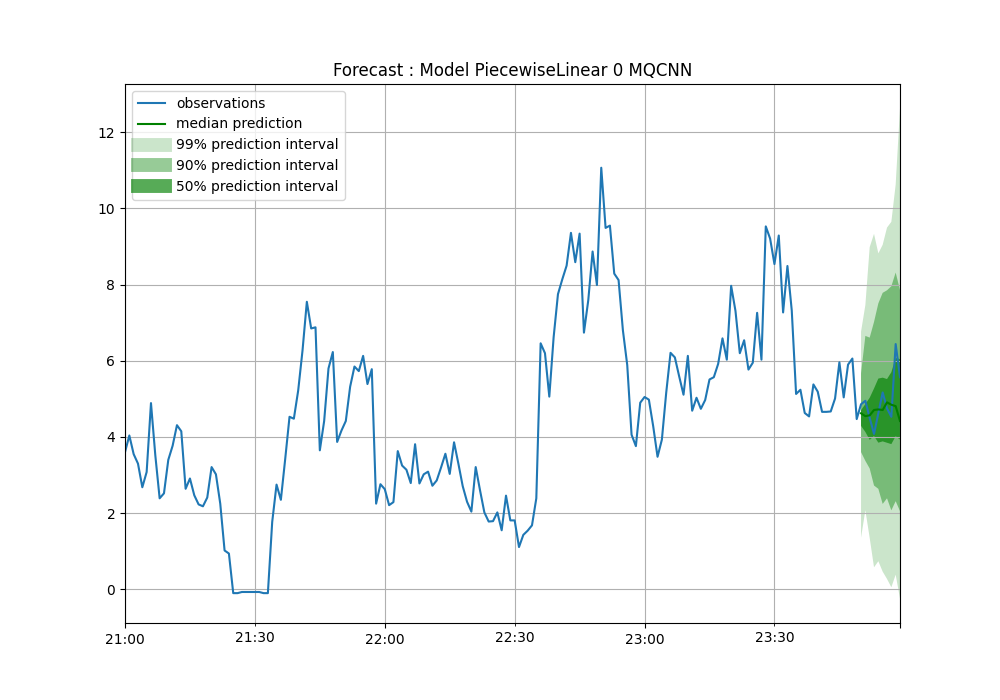 Forecast : Model PiecewiseLinear 0 MQCNN
observations
median prediction
99% prediction interval
90% prediction interval
50% prediction interval
12
10
8
6
4
2
0
21:00
21:30
22:00
22:30
23:00
23:30